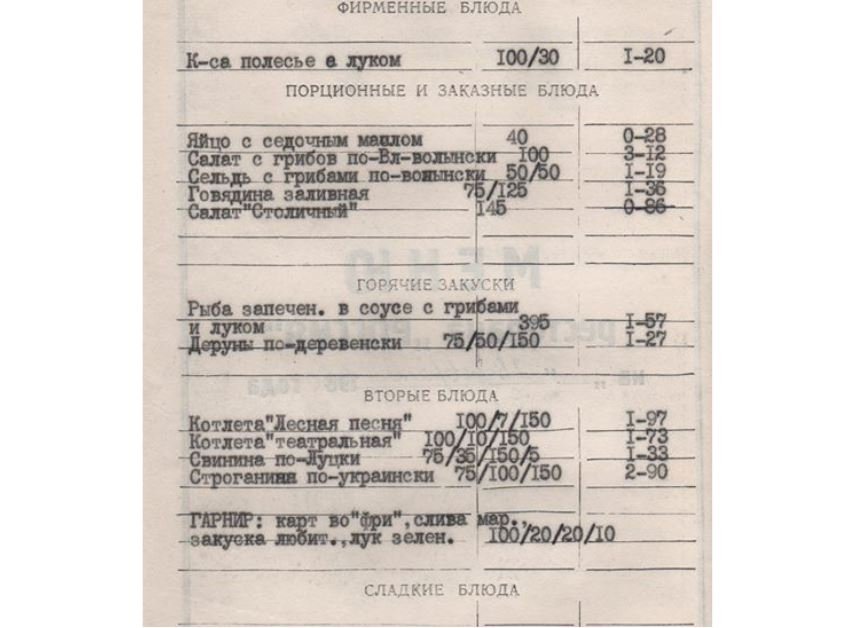 ФИРМЕННЫЕ БЛЮДА
К-са полесье с луком 100/30 1-20
ПОРЦИОННЫЕ И ЗАКАЗНЫЕ БЛЮДА
Яйцо с седочным маслом 40 0-28
Салат с грибов по-Вл-волынски 100 3-12
Сельдь с грибами по-волынски 50/50 1-19
Говядина заливная 75/125 1-36
Салат"Столичный" 145 0-86
МЕНЮ
ГОРЯЧИЕ ЗАКУСКИ
Рыба запечен. в соусе с грибами
и луком 395 1-57
Деруны по-деревенски 75/50/150 1-27
ВТОРЫЕ БЛЮДА
Котлета"Лесная песня" 100/7/150 1-97
Котлета"театральная" 100/10/150 1-73
Свинина по-Луцки 75/35/150/5 1-33
Строганина по-украински 75/100/150 2-90
ГАРНИР: карт во"фри",слива мар.,
закуска любит.,лук зелен. 100/20/20/10
СЛАДКИЕ БЛЮДА